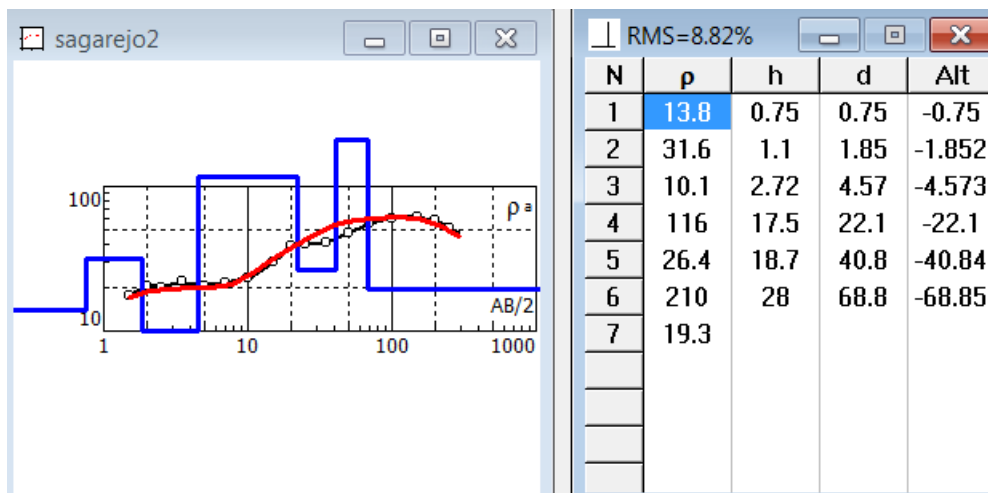 sagarejo2
100
ρa
10
AB/2
1 10 100 1000
RMS=8.82%
N ρ h d Alt
1 13.8 0.75 0.75 -0.75
2 31.6 1.1 1.85 -1.852
3 10.1 2.72 4.57 -4.573
4 116 17.5 22.1 -22.1
5 26.4 18.7 40.8 -40.84
6 210 28 68.8 -68.85
7 19.3